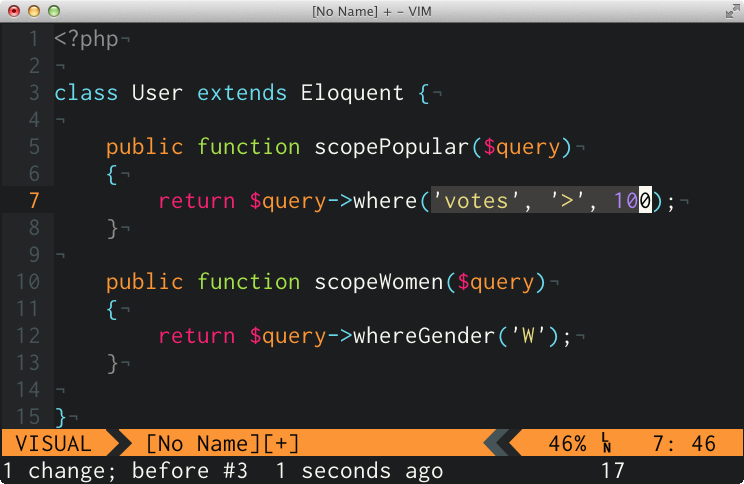 [No Name] + - VIM
1 <?php¬
2 ¬
3 class User extends Eloquent {¬
4 ¬
5     public function scopePopular($query)¬
6     {¬
7         return $query->where('votes', '>', 100);¬
8     }¬
9 ¬
10     public function scopeWomen($query)¬
11     {¬
12         return $query->whereGender('W');¬
13     }¬
14 ¬
15 }¬
VISUAL [No Name][+] 46% LN 7: 46
1 change; before #3  1 seconds ago 17